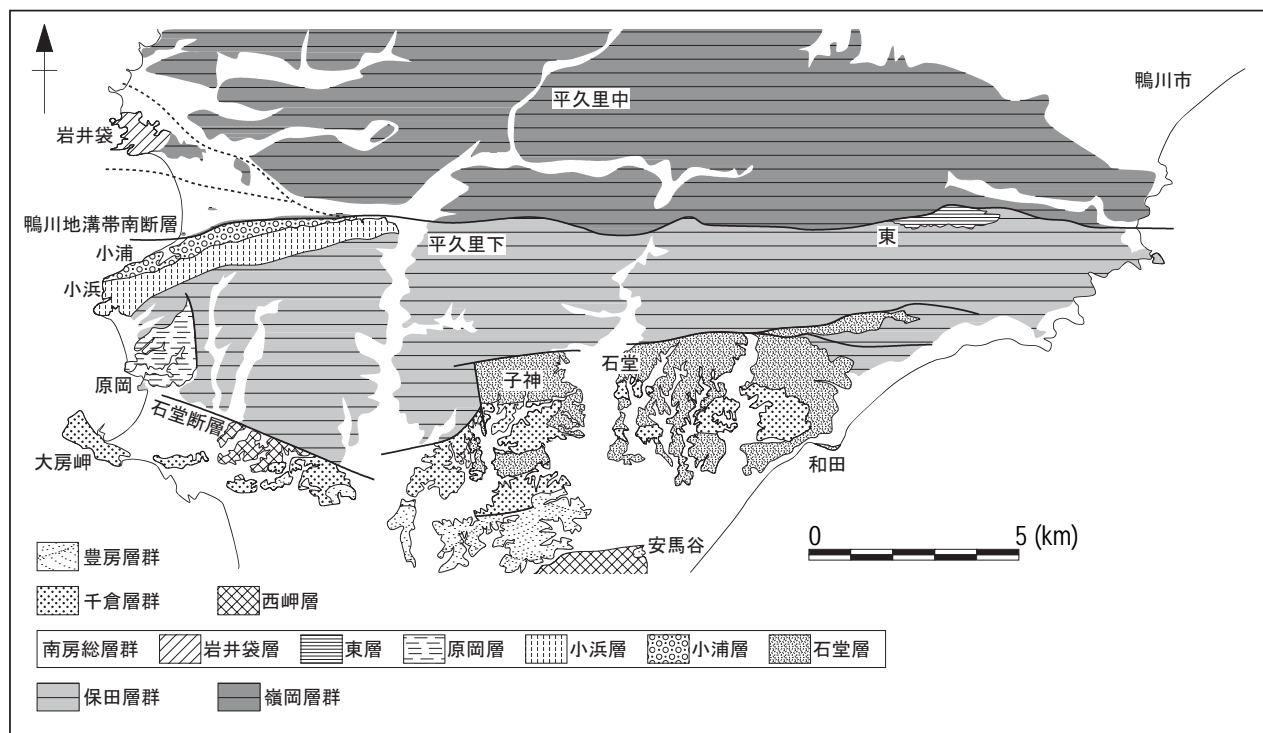 鴨川市
平久里中
岩井袋
鴨川地溝帯南断層
小浦
平久里下
東
小浜
原岡
石堂
子神
石堂断層
大房岬
和田
安馬谷
0 5 (km)
豊房層群
千倉層群 西岬層
南房総層群 岩井袋層 東層 原岡層 小浜層 小浦層 石堂層
保田層群 嶺岡層群